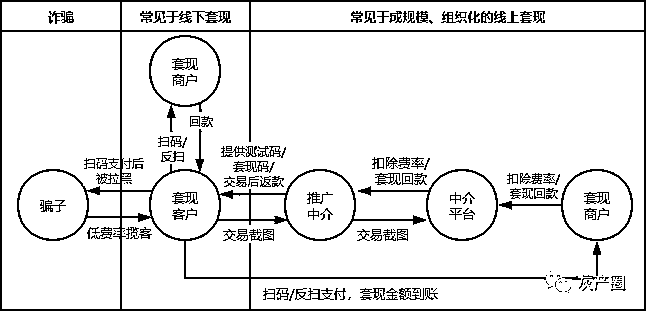 诈骗
常见于线下套现
常见于成规模、组织化的线上套现
套现
商户
扫码/
反扫
回款
扫码支付后
被拉黑
提供测试码/
套现码/
交易后返款
扣除费率/
套现回款
扣除费率/
套现回款
骗子
套现
客户
推广
中介
中介
平台
套现
商户
低费率揽客
交易截图
交易截图
扫码/反扫支付，套现金额到账
灰产圈